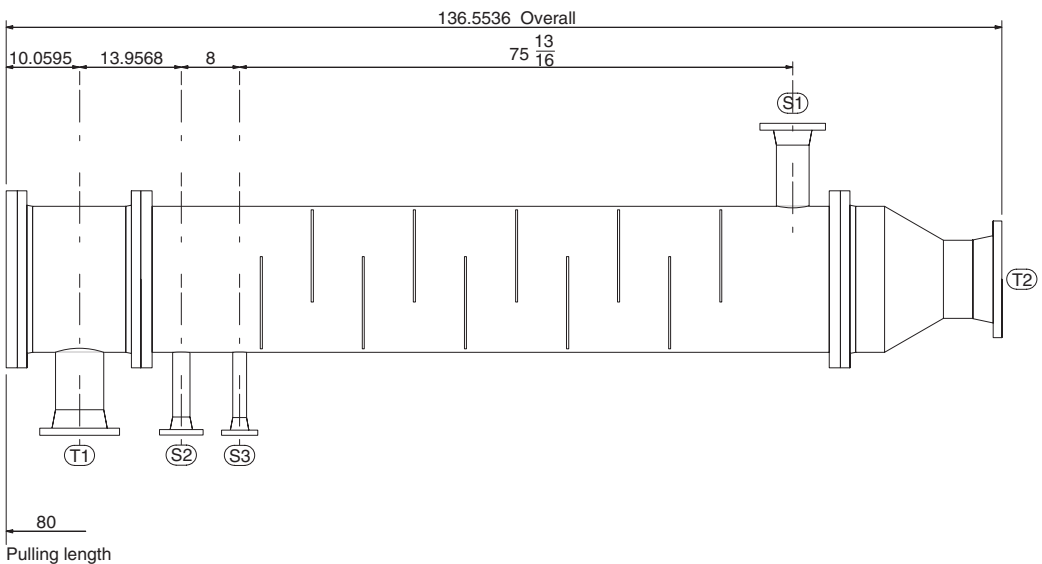 136.5536 Overall
10.0595 13.9568 8 75 13/16
S1
T2
T1 S2 S3
80
Pulling length